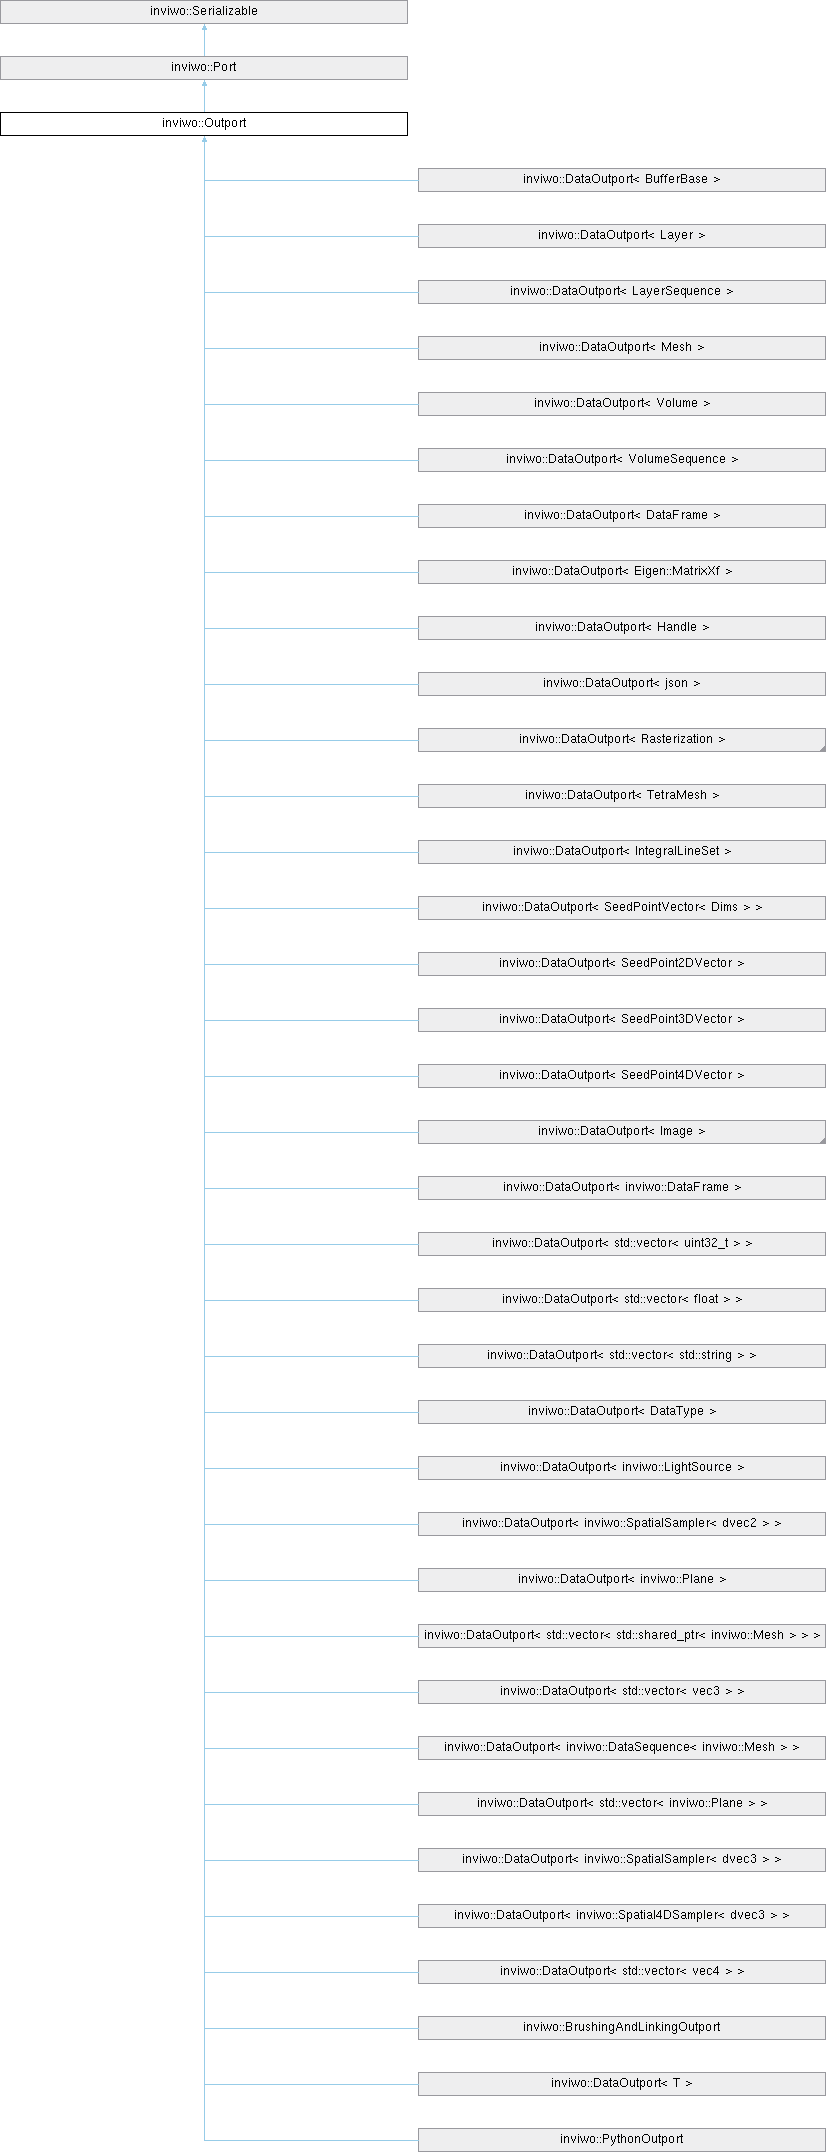 inviwo::Serializable
inviwo::Port
inviwo::Outport
inviwo::DataOutport< BufferBase >
inviwo::DataOutport< Layer >
inviwo::DataOutport< LayerSequence >
inviwo::DataOutport< Mesh >
inviwo::DataOutport< Volume >
inviwo::DataOutport< VolumeSequence >
inviwo::DataOutport< DataFrame >
inviwo::DataOutport< Eigen::MatrixXf >
inviwo::DataOutport< Handle >
inviwo::DataOutport< json >
inviwo::DataOutport< Rasterization >
inviwo::DataOutport< TetraMesh >
inviwo::DataOutport< IntegralLineSet >
inviwo::DataOutport< SeedPointVector< Dims > >
inviwo::DataOutport< SeedPoint2DVector >
inviwo::DataOutport< SeedPoint3DVector >
inviwo::DataOutport< SeedPoint4DVector >
inviwo::DataOutport< Image >
inviwo::DataOutport< inviwo::DataFrame >
inviwo::DataOutport< std::vector< uint32_t > >
inviwo::DataOutport< std::vector< float > >
inviwo::DataOutport< std::vector< std::string > >
inviwo::DataOutport< DataType >
inviwo::DataOutport< inviwo::LightSource >
inviwo::DataOutport< inviwo::SpatialSampler< dvec2 > >
inviwo::DataOutport< inviwo::Plane >
inviwo::DataOutport< std::vector< std::shared_ptr< inviwo::Mesh > > >
inviwo::DataOutport< std::vector< vec3 > >
inviwo::DataOutport< inviwo::DataSequence< inviwo::Mesh > >
inviwo::DataOutport< std::vector< inviwo::Plane > >
inviwo::DataOutport< inviwo::SpatialSampler< dvec3 > >
inviwo::DataOutport< inviwo::Spatial4DSampler< dvec3 > >
inviwo::DataOutport< std::vector< vec4 > >
inviwo::BrushingAndLinkingOutport
inviwo::DataOutport< T >
inviwo::PythonOutport